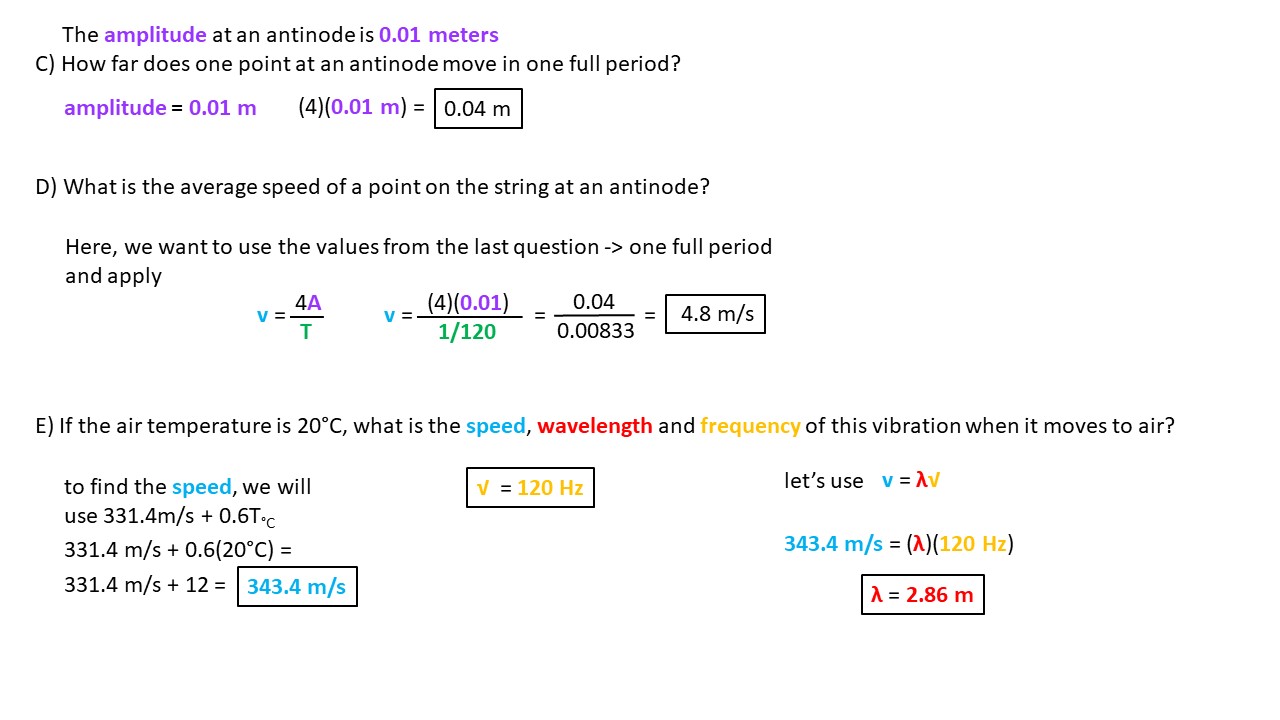 The amplitude at an antinode is 0.01 meters
C) How far does one point at an antinode move in one full period?
amplitude = 0.01 m (4)(0.01 m) = 0.04 m
D) What is the average speed of a point on the string at an antinode?
Here, we want to use the values from the last question -> one full period
and apply
v = 4A/T v = (4)(0.01)/1/120 = 0.04/0.00833 = 4.8 m/s
E) If the air temperature is 20°C, what is the speed, wavelength and frequency of this vibration when it moves to air?
to find the speed, we will
use 331.4m/s + 0.6T°C
331.4 m/s + 0.6(20°C) =
331.4 m/s + 12 = 343.4 m/s
√ = 120 Hz
let's use v = λ√
343.4 m/s = (λ)(120 Hz)
λ = 2.86 m